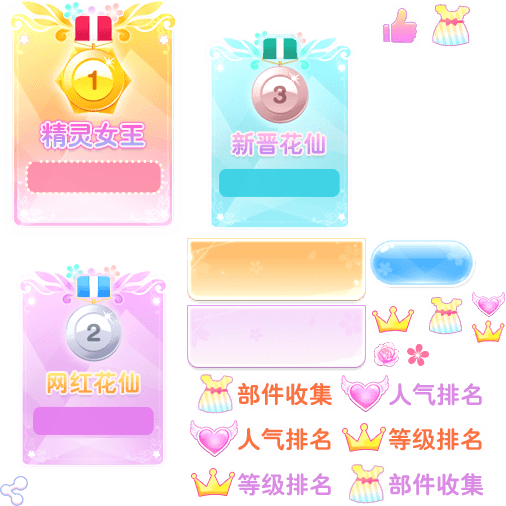 1
精灵女王
3
新晋花仙
2
网红花仙
部件收集
人气排名
人气排名
等级排名
等级排名
部件收集